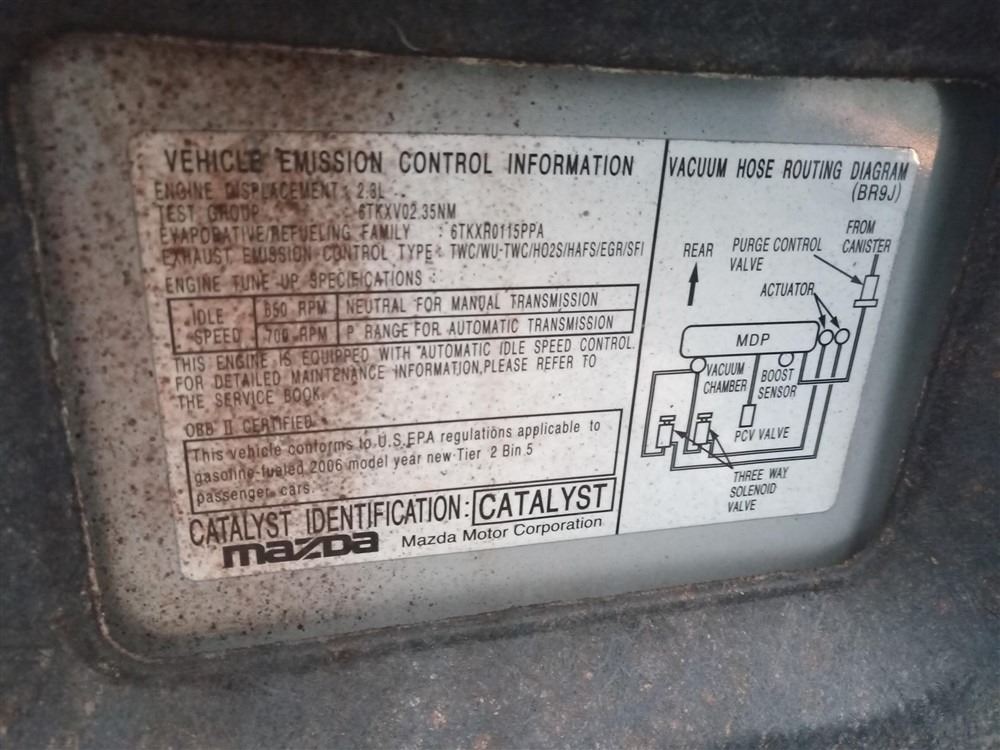 VEHICLE EMISSION CONTROL INFORMATION
ENGINE DISPLACEMENT : 2.3L
TEST GROUP : 6TKXV02.35NM
EVAPORATIVE/REFUELING FAMILY : 6TKXR0115PPA
EXHAUST EMISSION CONTROL TYPE : TWC/WU-TWC/HO2S/HAFS/EGR/SFI
ENGINE TUNE-UP SPECIFICATIONS :
IDLE SPEED
650 RPM NEUTRAL FOR MANUAL TRANSMISSION
700 RPM P RANGE FOR AUTOMATIC TRANSMISSION
THIS ENGINE IS EQUIPPED WITH AUTOMATIC IDLE SPEED CONTROL.
FOR DETAILED MAINTENANCE INFORMATION,PLEASE REFER TO
THE SERVICE BOOK.
OBD II CERTIFIED
This vehicle conforms to U.S.EPA regulations applicable to
gasoline-fueled 2006 model year new Tier 2 Bin 5
passenger cars.
CATALYST IDENTIFICATION : CATALYST
mazda Mazda Motor Corporation
VACUUM HOSE ROUTING DIAGRAM
(BR9J)
FROM
CANISTER
REAR
PURGE CONTROL
VALVE
ACTUATOR
MDP
VACUUM
CHAMBER
BOOST
SENSOR
PCV VALVE
THREE WAY
SOLENOID
VALVE